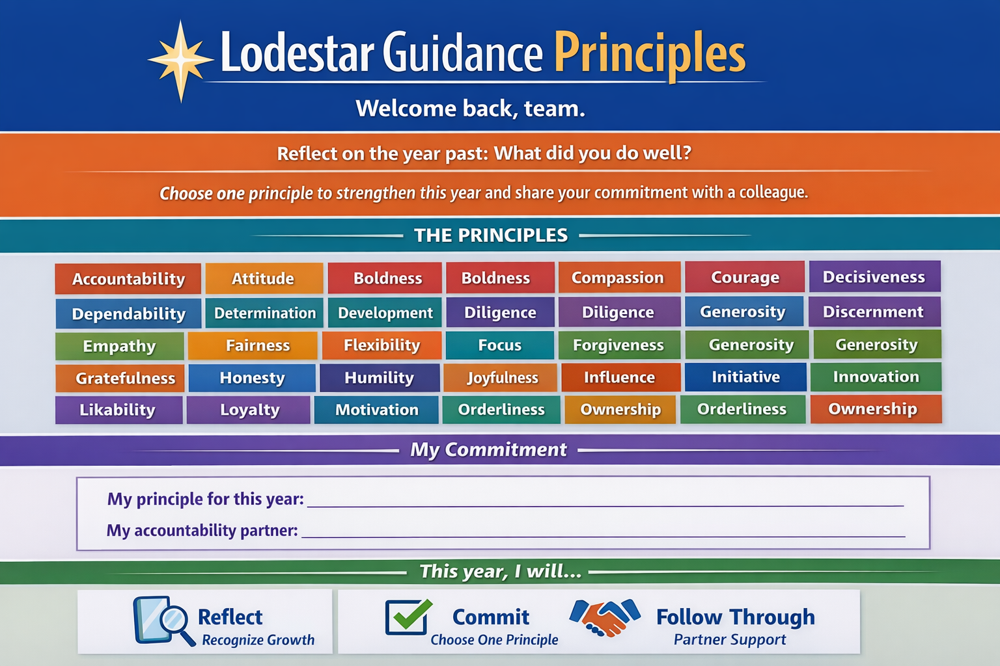 Lodestar Guidance Principles
Welcome back, team.
Reflect on the year past: What did you do well?
Choose one principle to strengthen this year and share your commitment with a colleague.
THE PRINCIPLES
Accountability Attitude Boldness Boldness Compassion Courage Decisiveness
Dependability Determination Development Diligence Diligence Generosity Discernment
Empathy Fairness Flexibility Focus Forgiveness Generosity Generosity
Gratefulness Honesty Humility Joyfulness Influence Initiative Innovation
Likability Loyalty Motivation Orderliness Ownership Orderliness Ownership
My Commitment
My principle for this year:
My accountability partner:
This year, I will...
Reflect Commit Follow Through
Recognize Growth Choose One Principle Partner Support